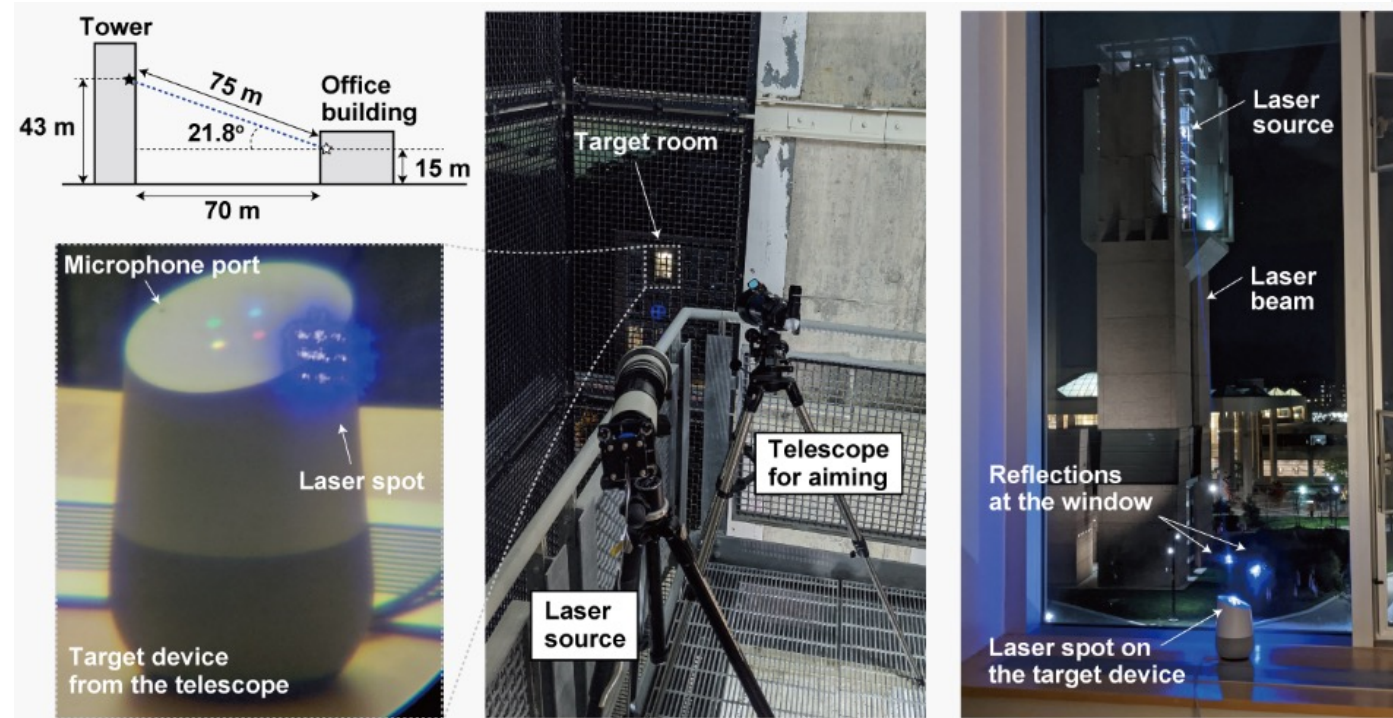 Tower
75 m
Office
building
43 m
21.8º
15 m
70 m
Microphone port
Laser spot
Target device
from the telescope
Target room
Telescope
for aiming
Laser
source
Laser
source
Laser
beam
Reflections
at the window
Laser spot on
the target device